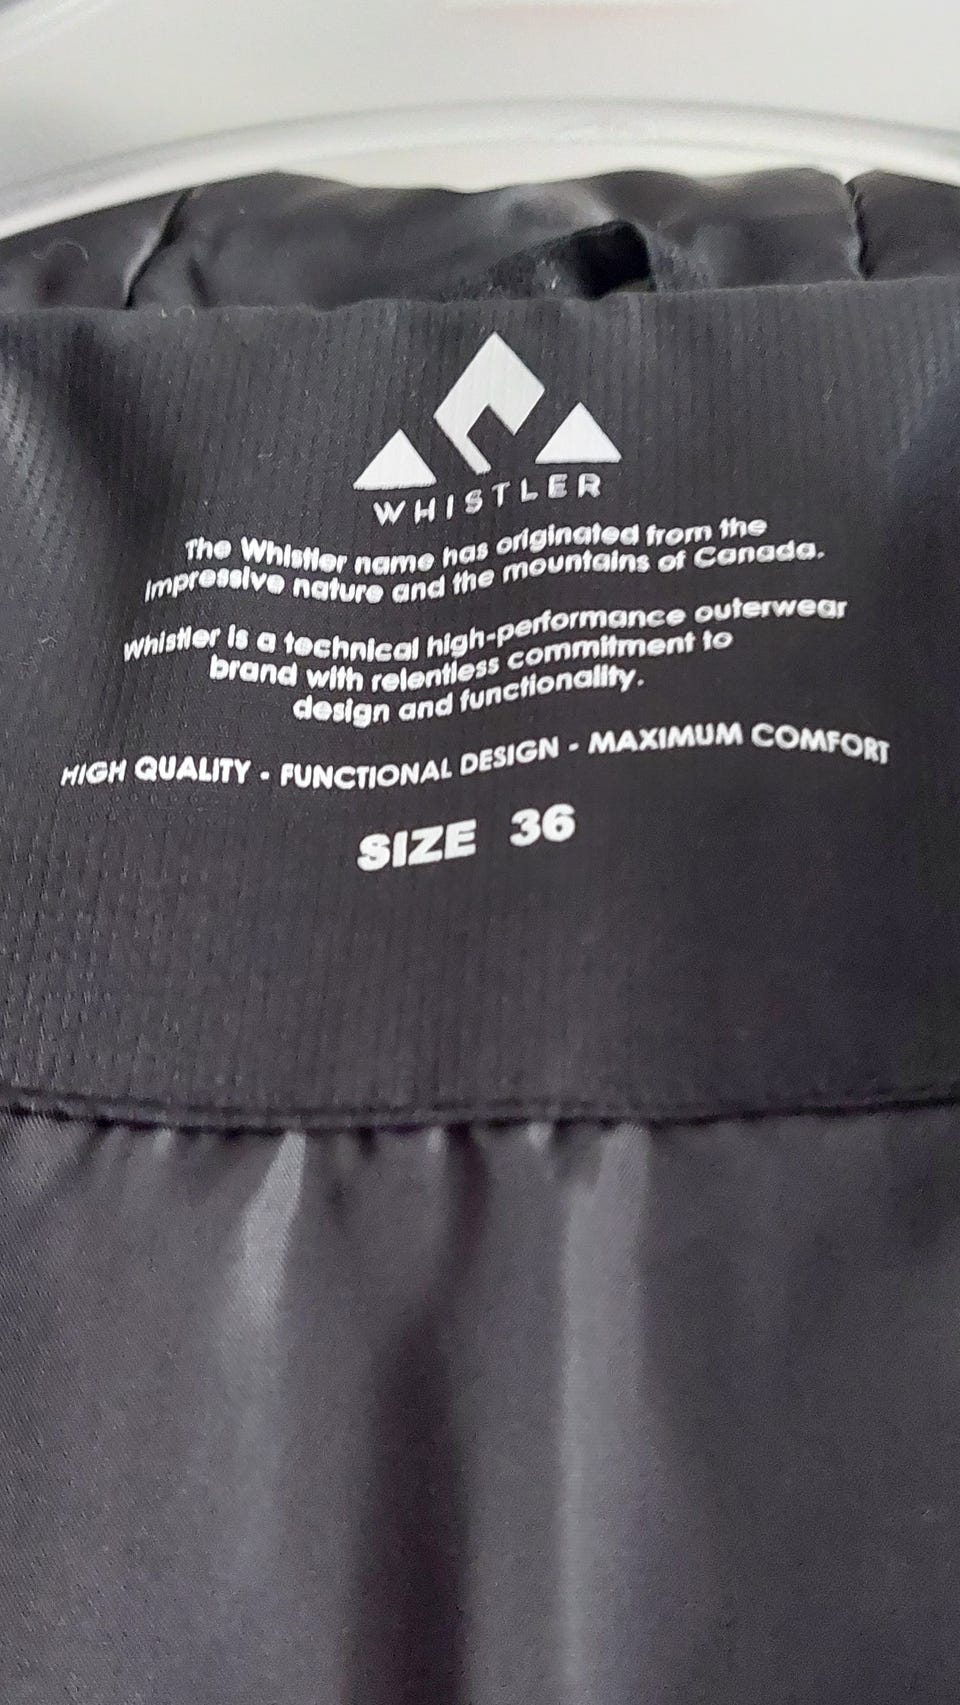 WHISTLER
The Whistler name has originated from the
impressive nature and the mountains of Canada.
Whistler is a technical high-performance outerwear
brand with relentless commitment to
design and functionality.
HIGH QUALITY - FUNCTIONAL DESIGN - MAXIMUM COMFORT
SIZE 36